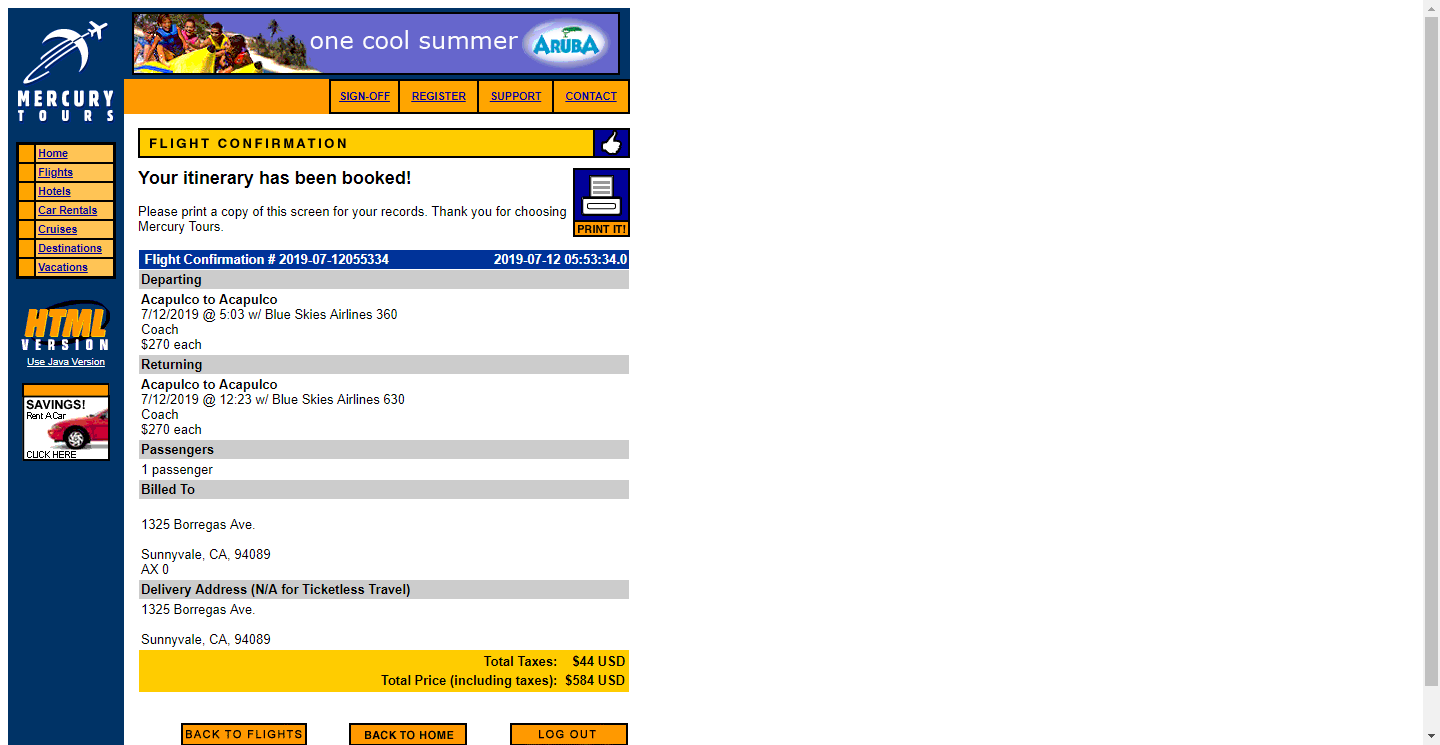 one cool summer ARUBA
MERCURY
TOURS
SIGN-OFF REGISTER SUPPORT CONTACT
Home
Flights
Hotels
Car Rentals
Cruises
Destinations
Vacations
HTML
VERSION
Use Java Version
SAVINGS!
Rent A Car
CLICK HERE
FLIGHT CONFIRMATION
Your itinerary has been booked!
Please print a copy of this screen for your records. Thank you for choosing
Mercury Tours.
PRINT IT!
Flight Confirmation # 2019-07-12055334 2019-07-12 05:53:34.0
Departing
Acapulco to Acapulco
7/12/2019 @ 5:03 w/ Blue Skies Airlines 360
Coach
$270 each
Returning
Acapulco to Acapulco
7/12/2019 @ 12:23 w/ Blue Skies Airlines 630
Coach
$270 each
Passengers
1 passenger
Billed To
1325 Borregas Ave.
Sunnyvale, CA, 94089
AX 0
Delivery Address (N/A for Ticketless Travel)
1325 Borregas Ave.
Sunnyvale, CA, 94089
Total Taxes: $44 USD
Total Price (including taxes): $584 USD
BACK TO FLIGHTS BACK TO HOME LOG OUT